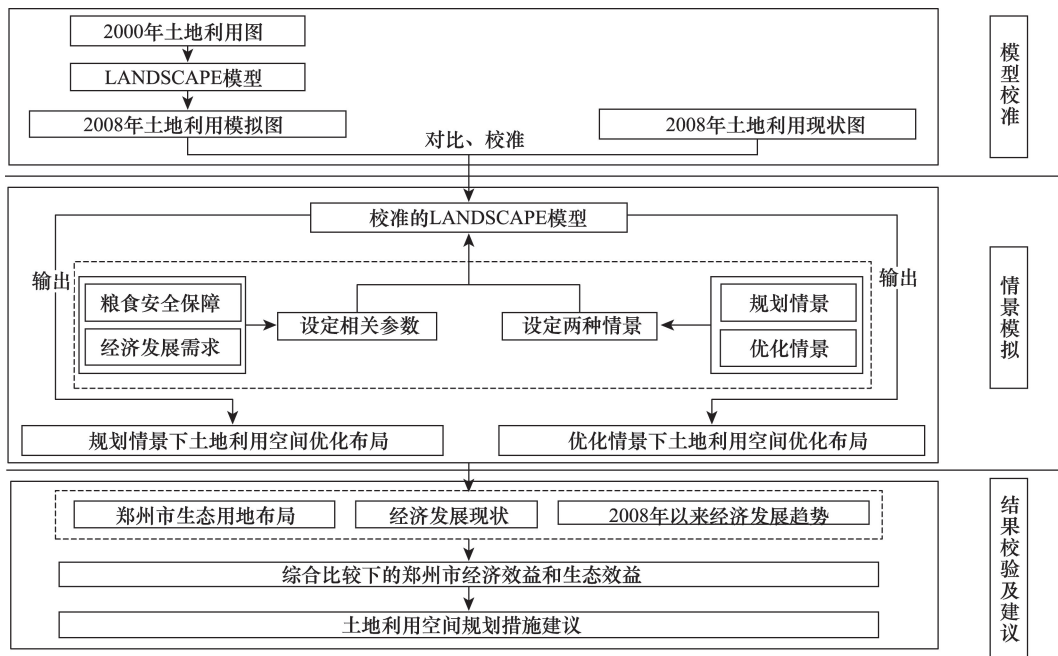 2000年土地利用图
LANDSCAPE模型
2008年土地利用模拟图
2008年土地利用现状图
对比、校准
模型校准
校准的LANDSCAPE模型
输出
输出
粮食安全保障
经济发展需求
设定相关参数
设定两种情景
规划情景
优化情景
规划情景下土地利用空间优化布局
优化情景下土地利用空间优化布局
情景模拟
郑州市生态用地布局
经济发展现状
2008年以来经济发展趋势
综合比较下的郑州市经济效益和生态效益
土地利用空间规划措施建议
结果校验及建议